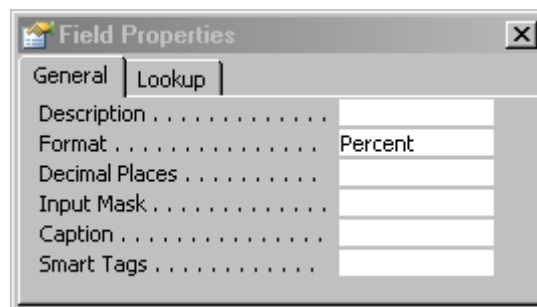 Field Properties
General Lookup
Description . . . . . . . . . . . . .
Format . . . . . . . . . . . . . . . Percent
Decimal Places . . . . . . . . . .
Input Mask . . . . . . . . . . . . .
Caption . . . . . . . . . . . . . . .
Smart Tags . . . . . . . . . . . .